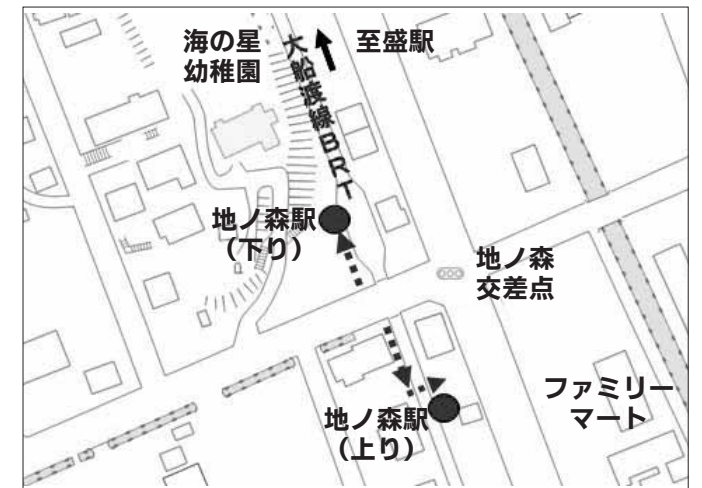 海の星
幼稚園
大船渡線BRT
至盛駅
地ノ森駅
(下り)
地ノ森
交差点
ファミリー
マート
地ノ森駅
(上り)